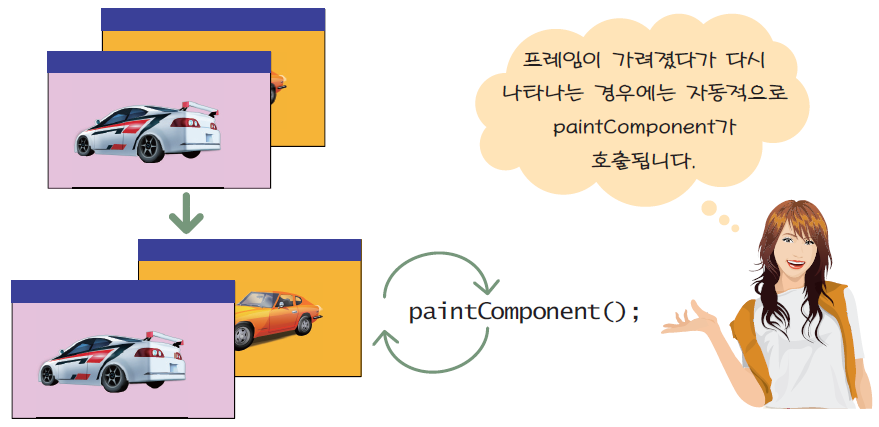 프레임이 가려졌다가 다시
나타나는 경우에는 자동적으로
paintComponent가
호출됩니다.
paintComponent();